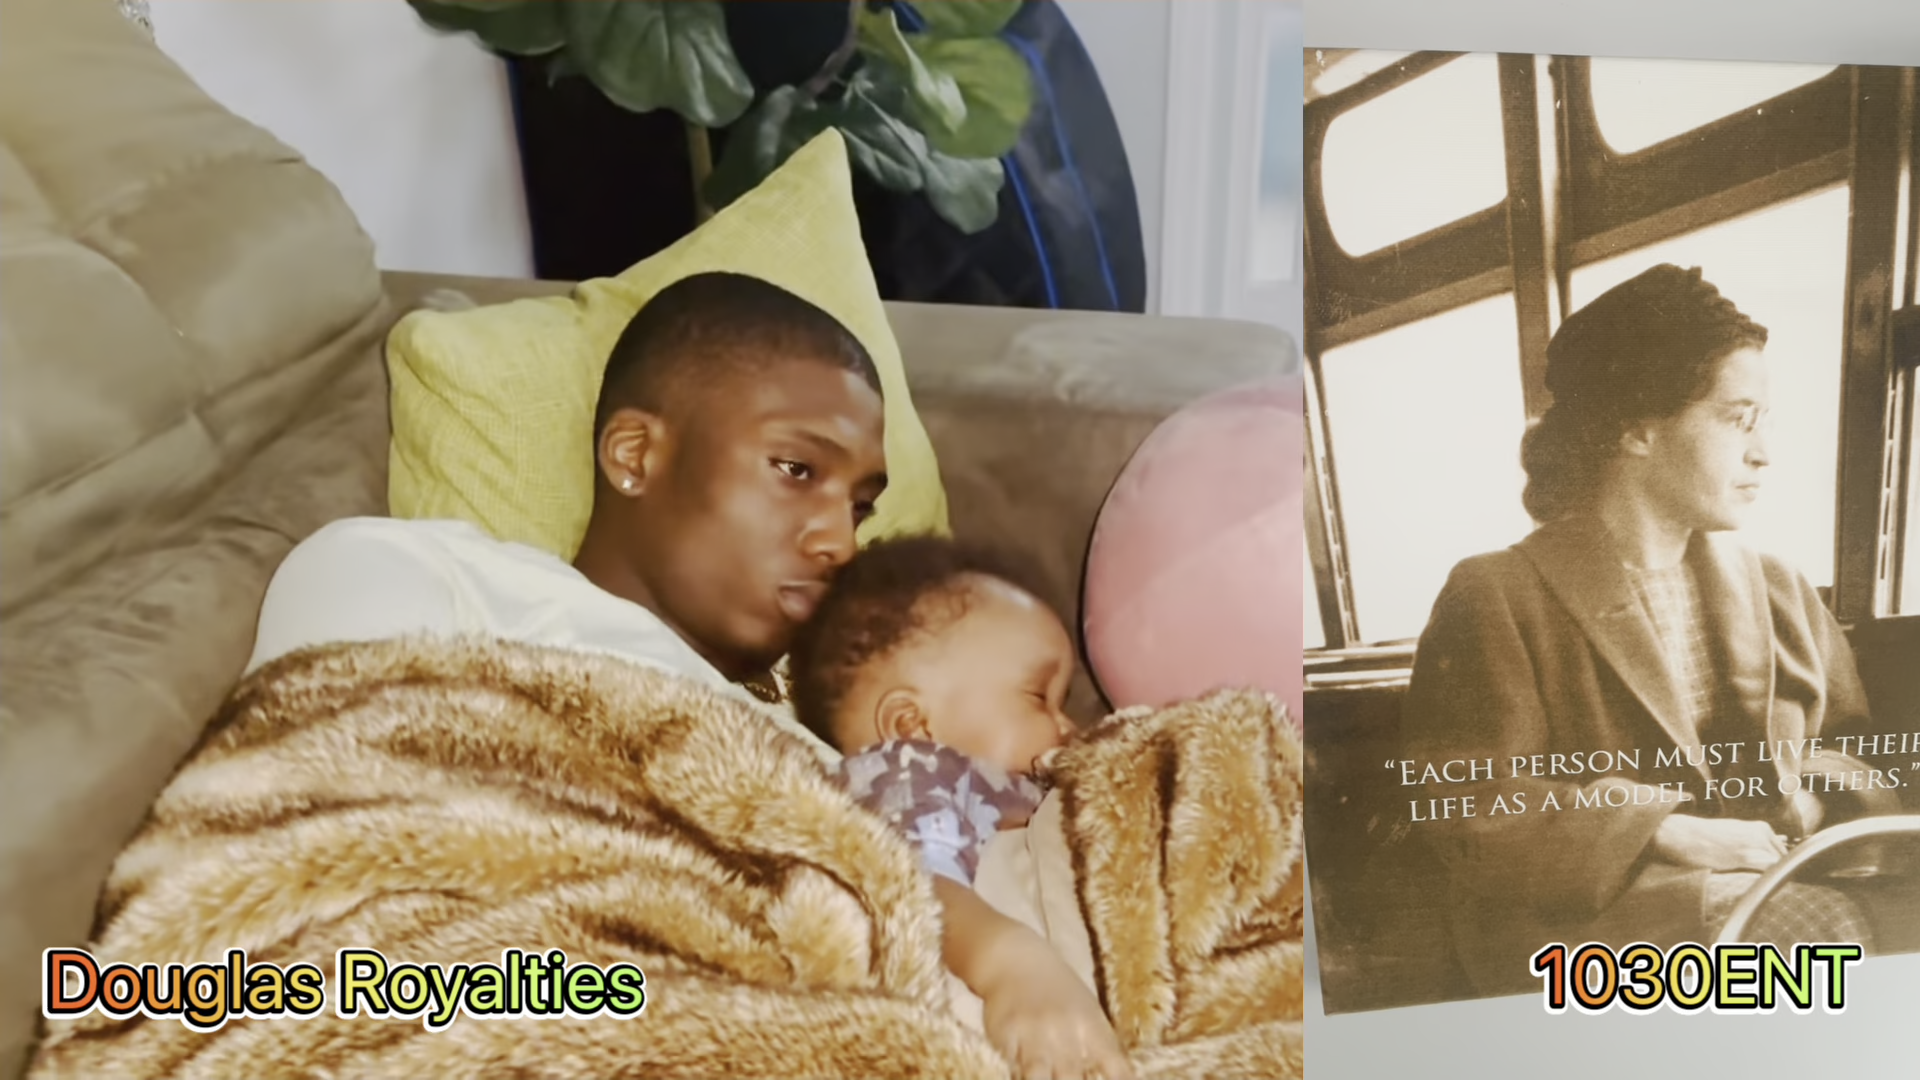 “EACH PERSON MUST LIVE THEIR
LIFE AS A MODEL FOR OTHERS.”
Douglas Royalties
1030ENT